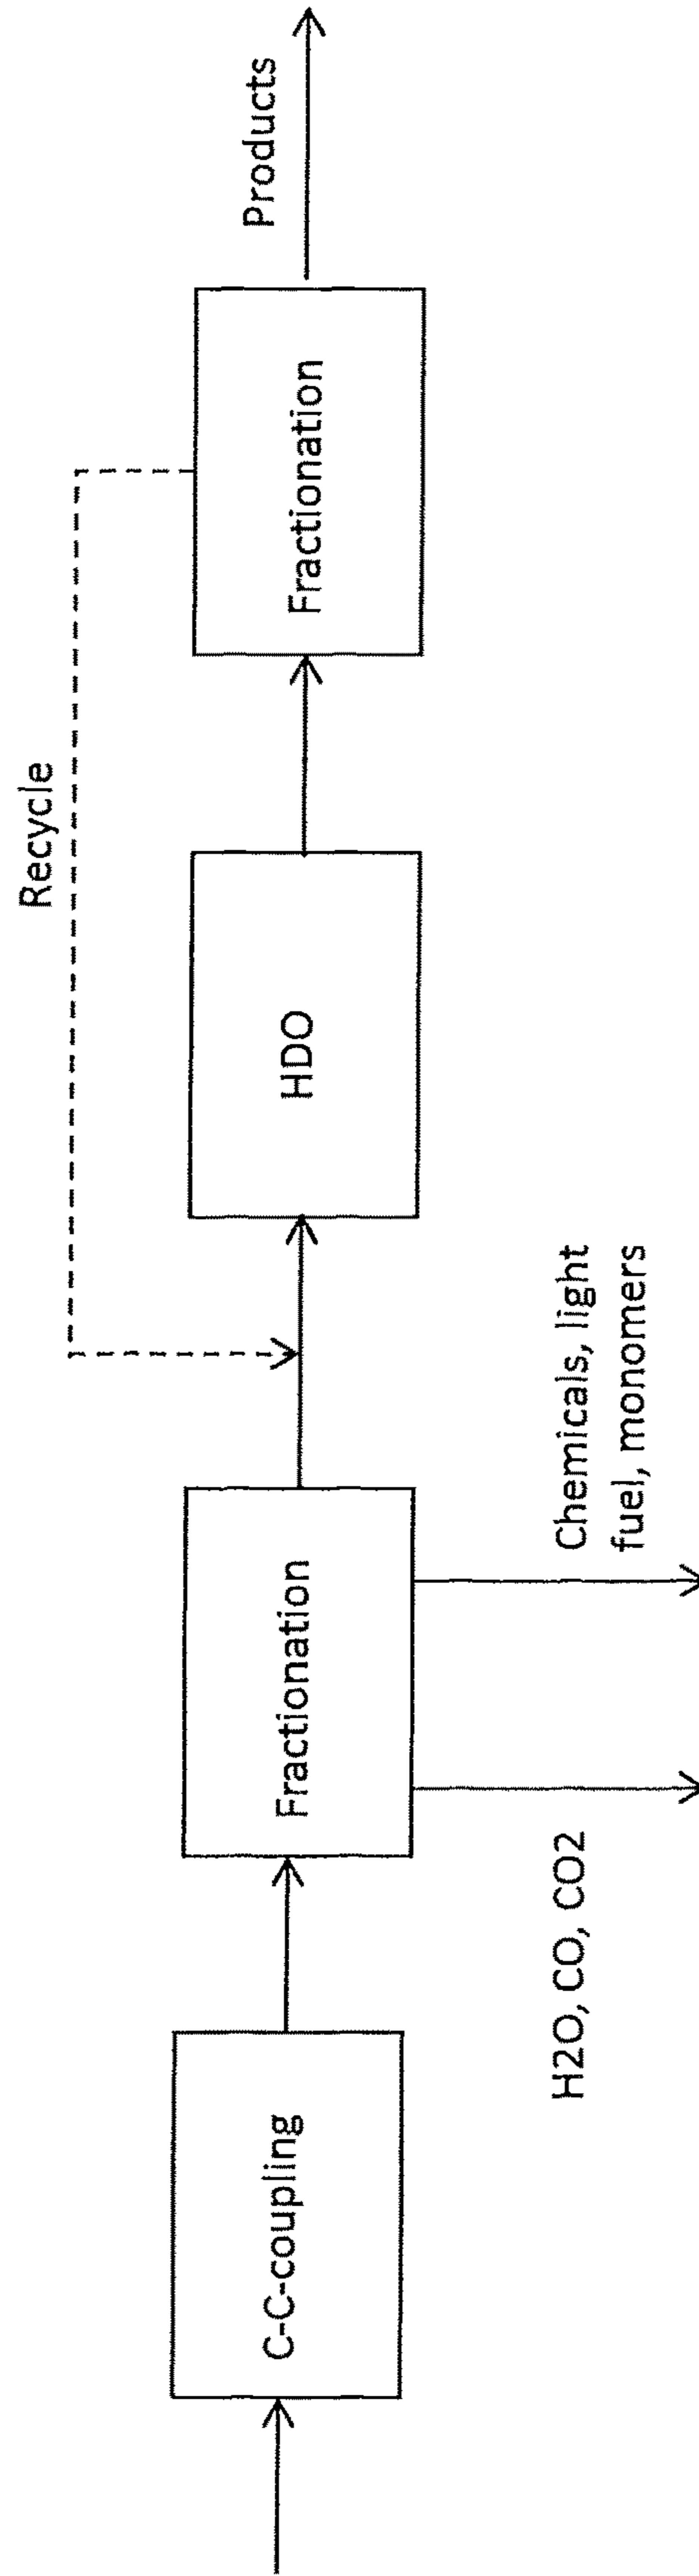 Recycle
Products
C-C-coupling
Fractionation
HDO
Fractionation
H2O, CO, CO2
Chemicals, light
fuel, monomers